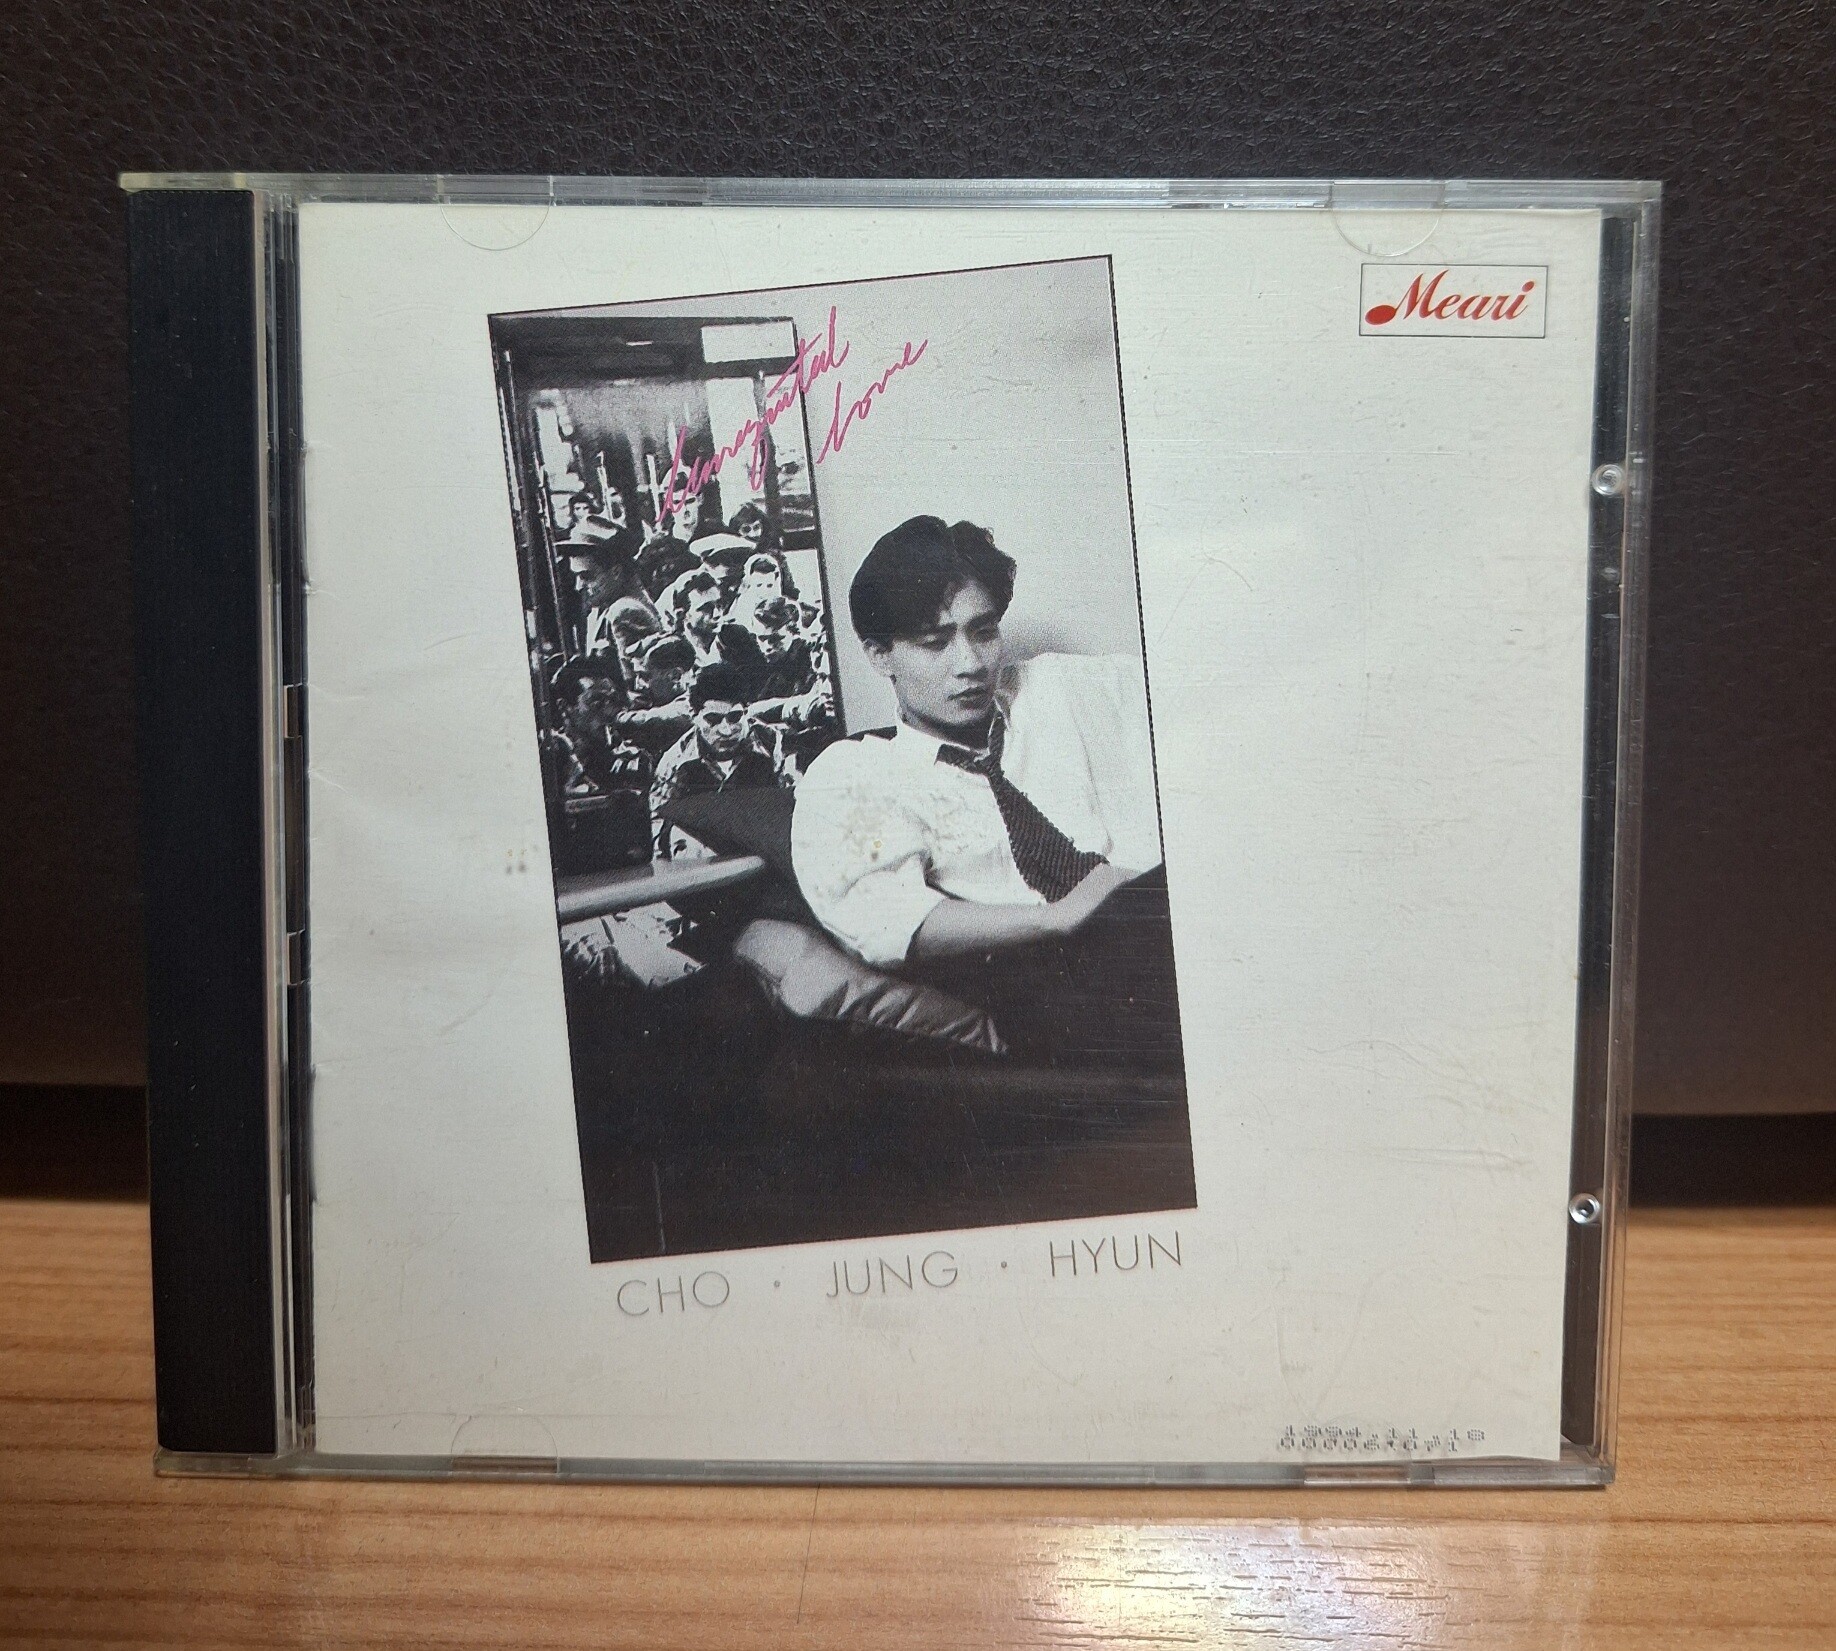 Meari
Unrequited
Love
CHO · JUNG · HYUN